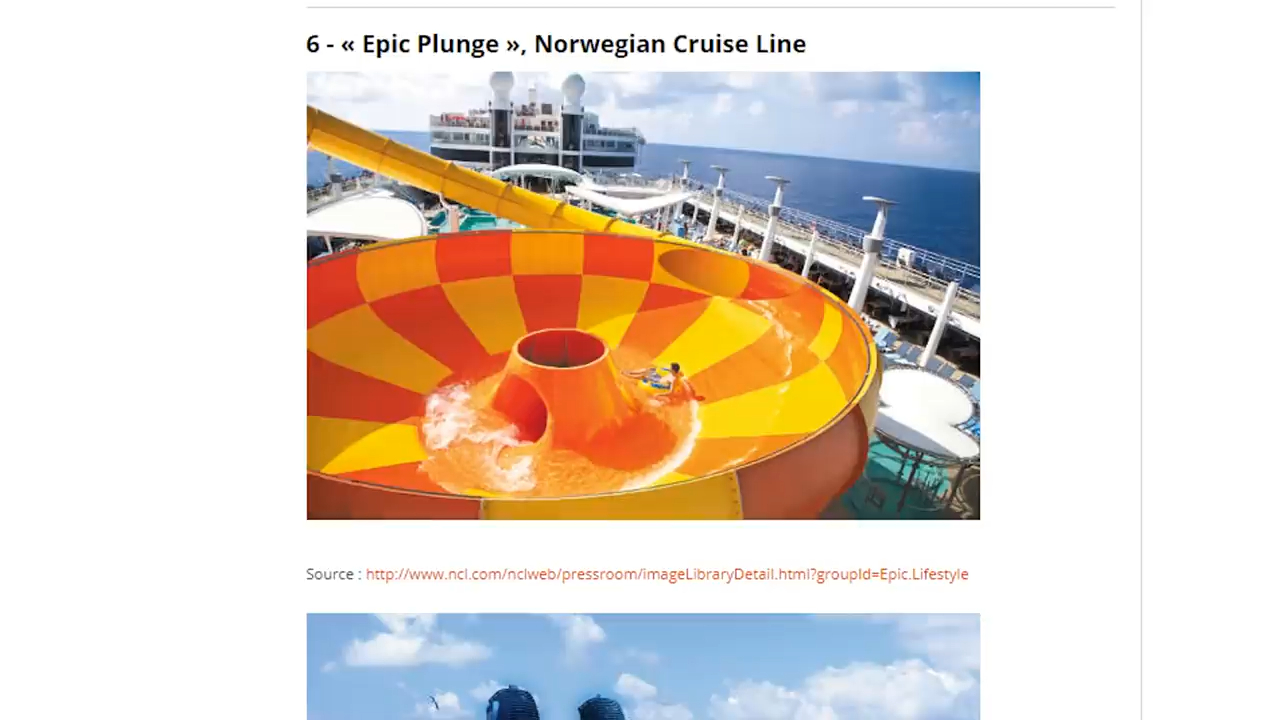 6 - « Epic Plunge », Norwegian Cruise Line
Source : http://www.ncl.com/nclweb/pressroom/imageLibraryDetail.html?groupId=Epic.Lifestyle